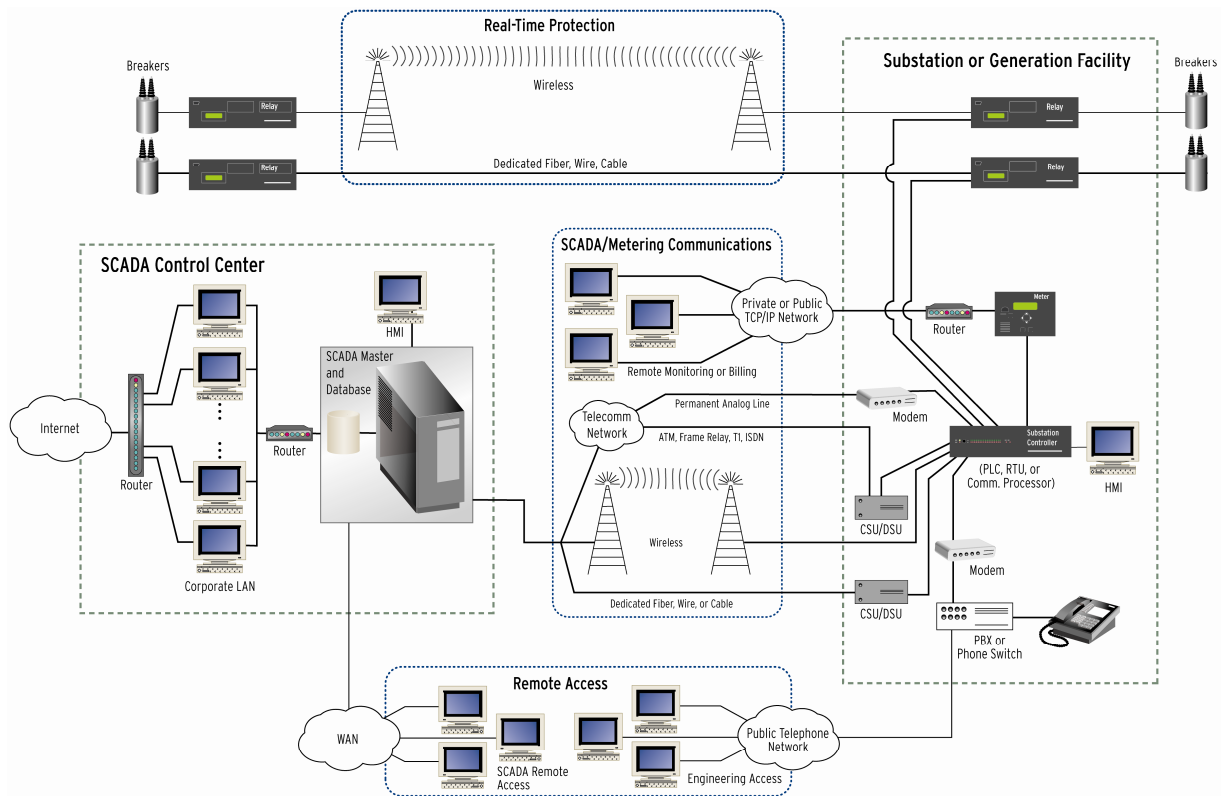 Real-Time Protection
Substation or Generation Facility
Breakers
Breakers
Wireless
Relay
Relay
Dedicated Fiber, Wire, Cable
Relay
Relay
SCADA Control Center
SCADA/Metering Communications
HMI
Private or Public
TCP/IP Network
Meter
Router
SCADA Master
and
Database
Remote Monitoring or Billing
Permanent Analog Line
Modem
Internet
Telecomm
Network
ATM, Frame Relay, T1, ISDN
Substation
Controller
Router
Router
(PLC, RTU, or
Comm. Processor)
HMI
CSU/DSU
Wireless
Corporate LAN
Modem
Dedicated Fiber, Wire, or Cable
CSU/DSU
PBX or
Phone Switch
Remote Access
WAN
Public Telephone
Network
SCADA Remote
Access
Engineering Access